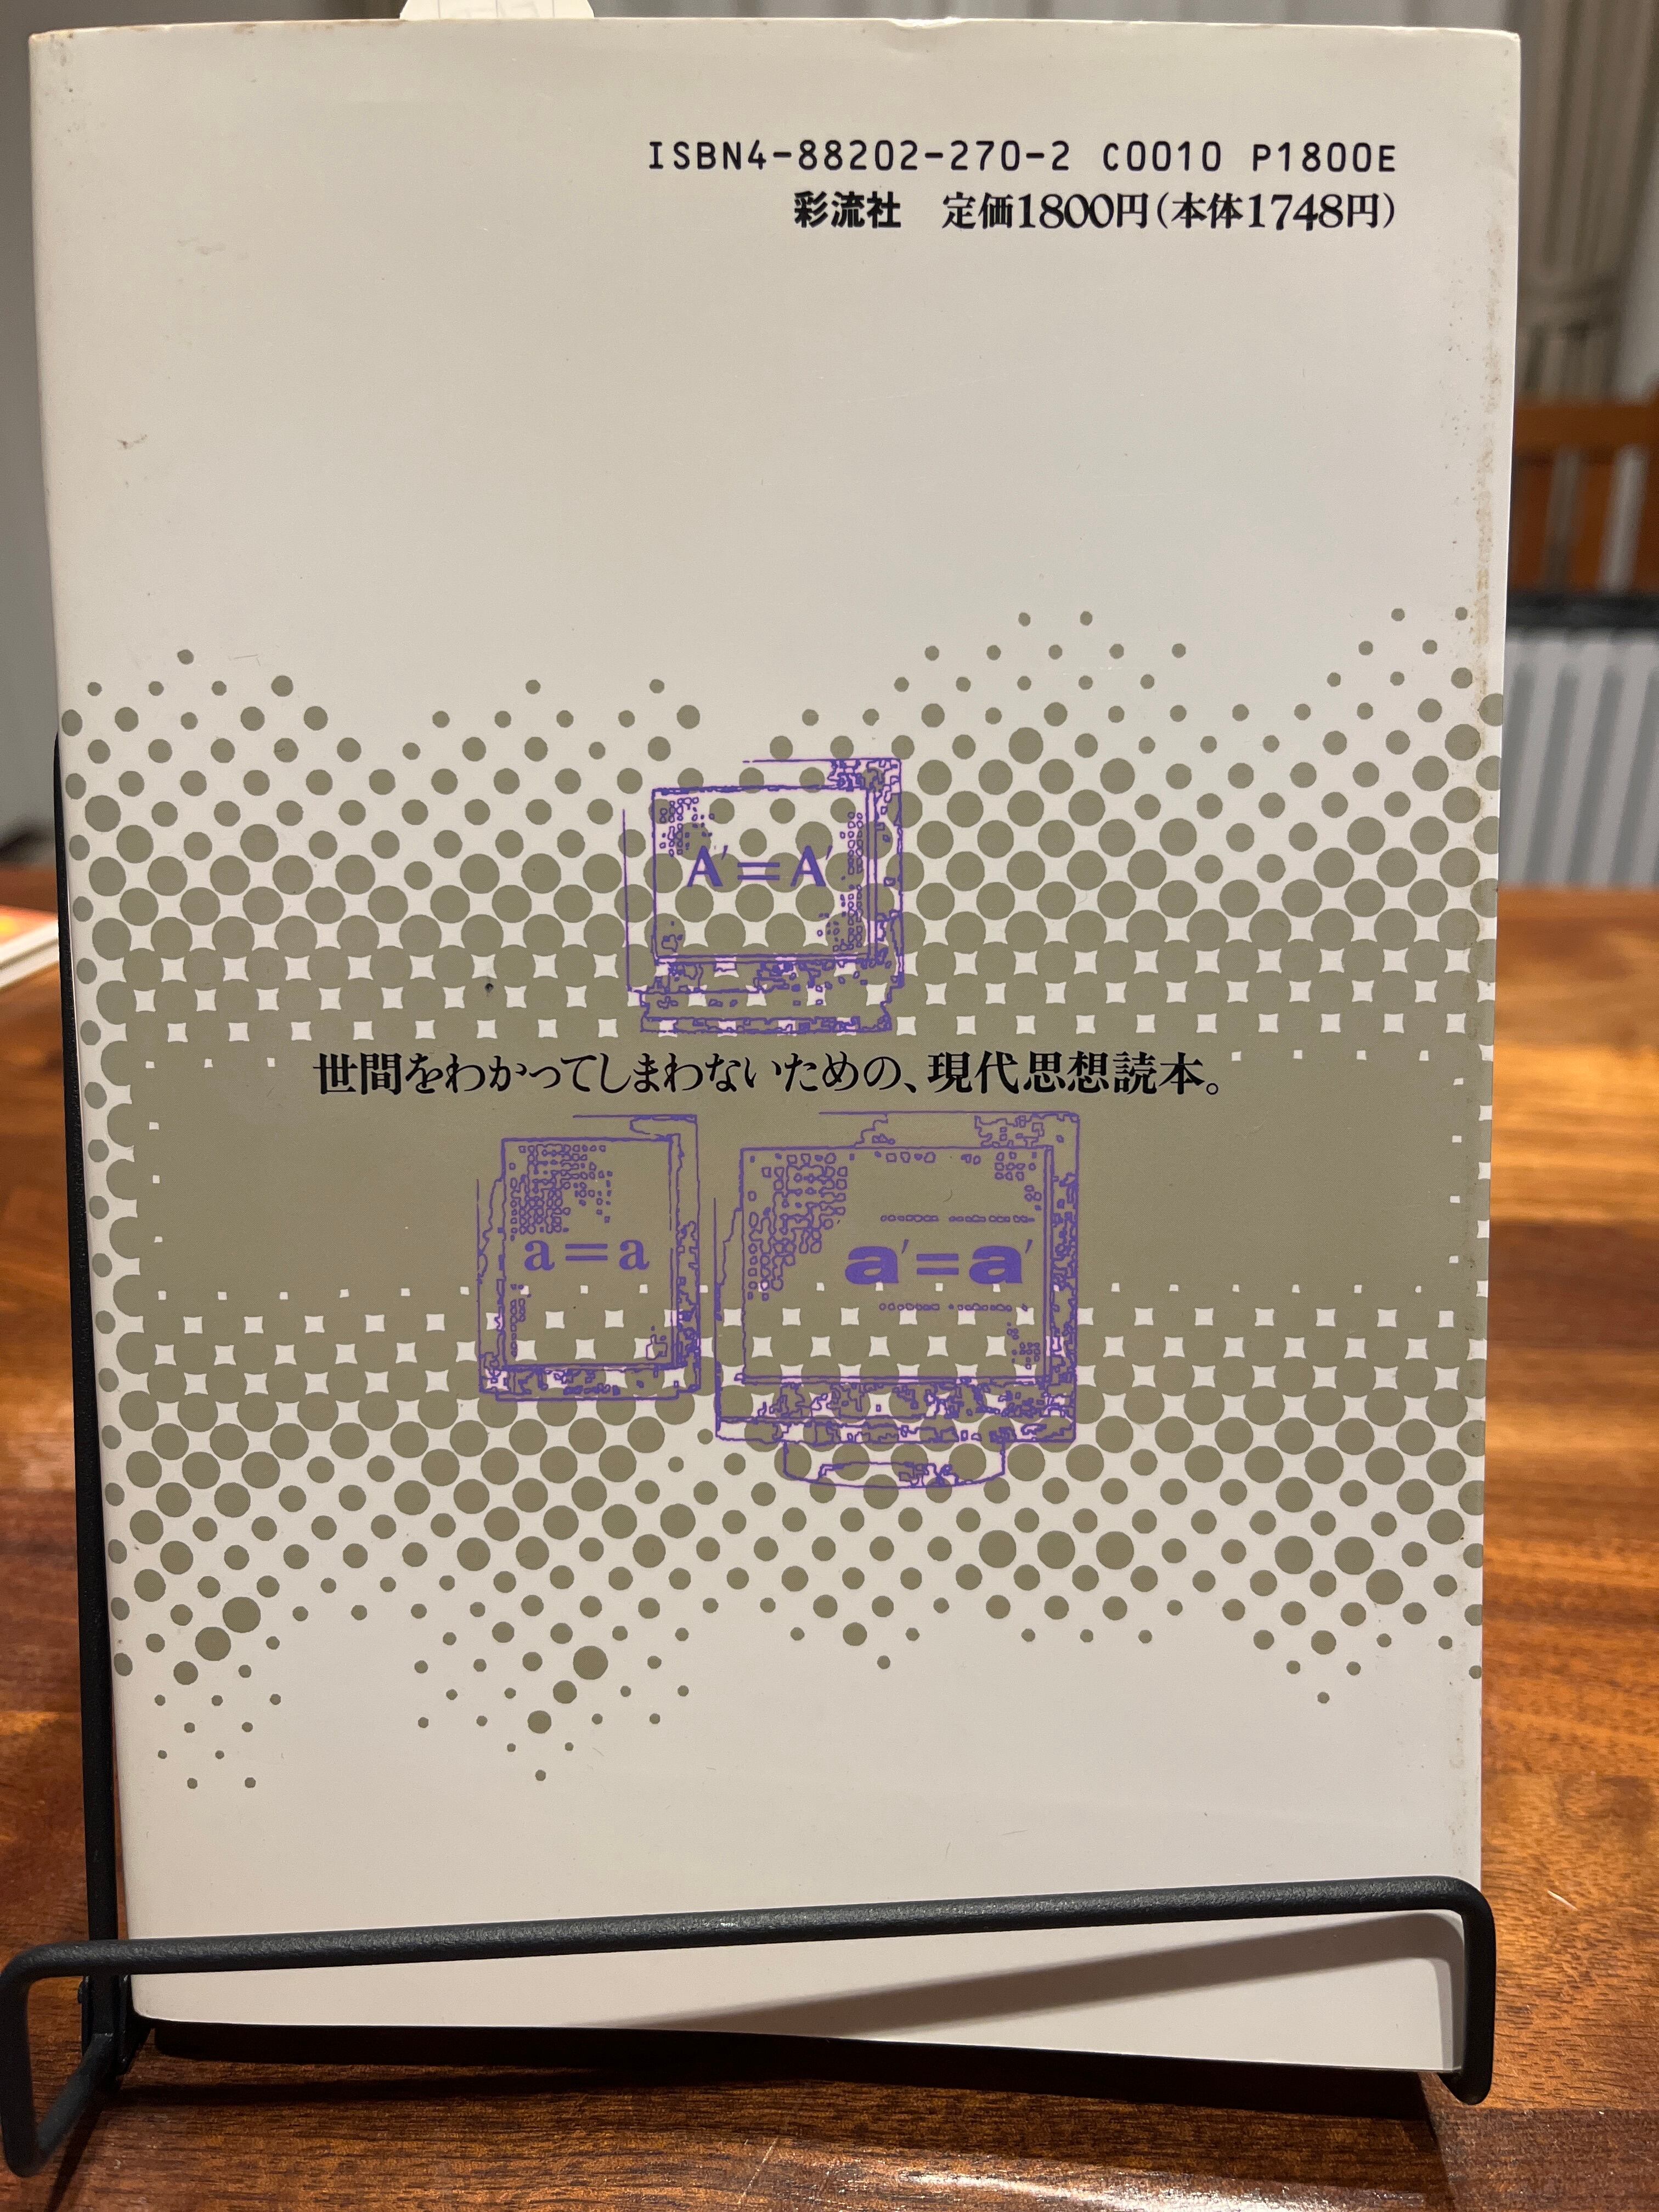 ISBN4-88202-270-2 C0010 P1800E
彩流社 定価1800円(本体1748円)
A′=A′
世間をわかってしまわないための、現代思想読本。
a=a
a′=a′